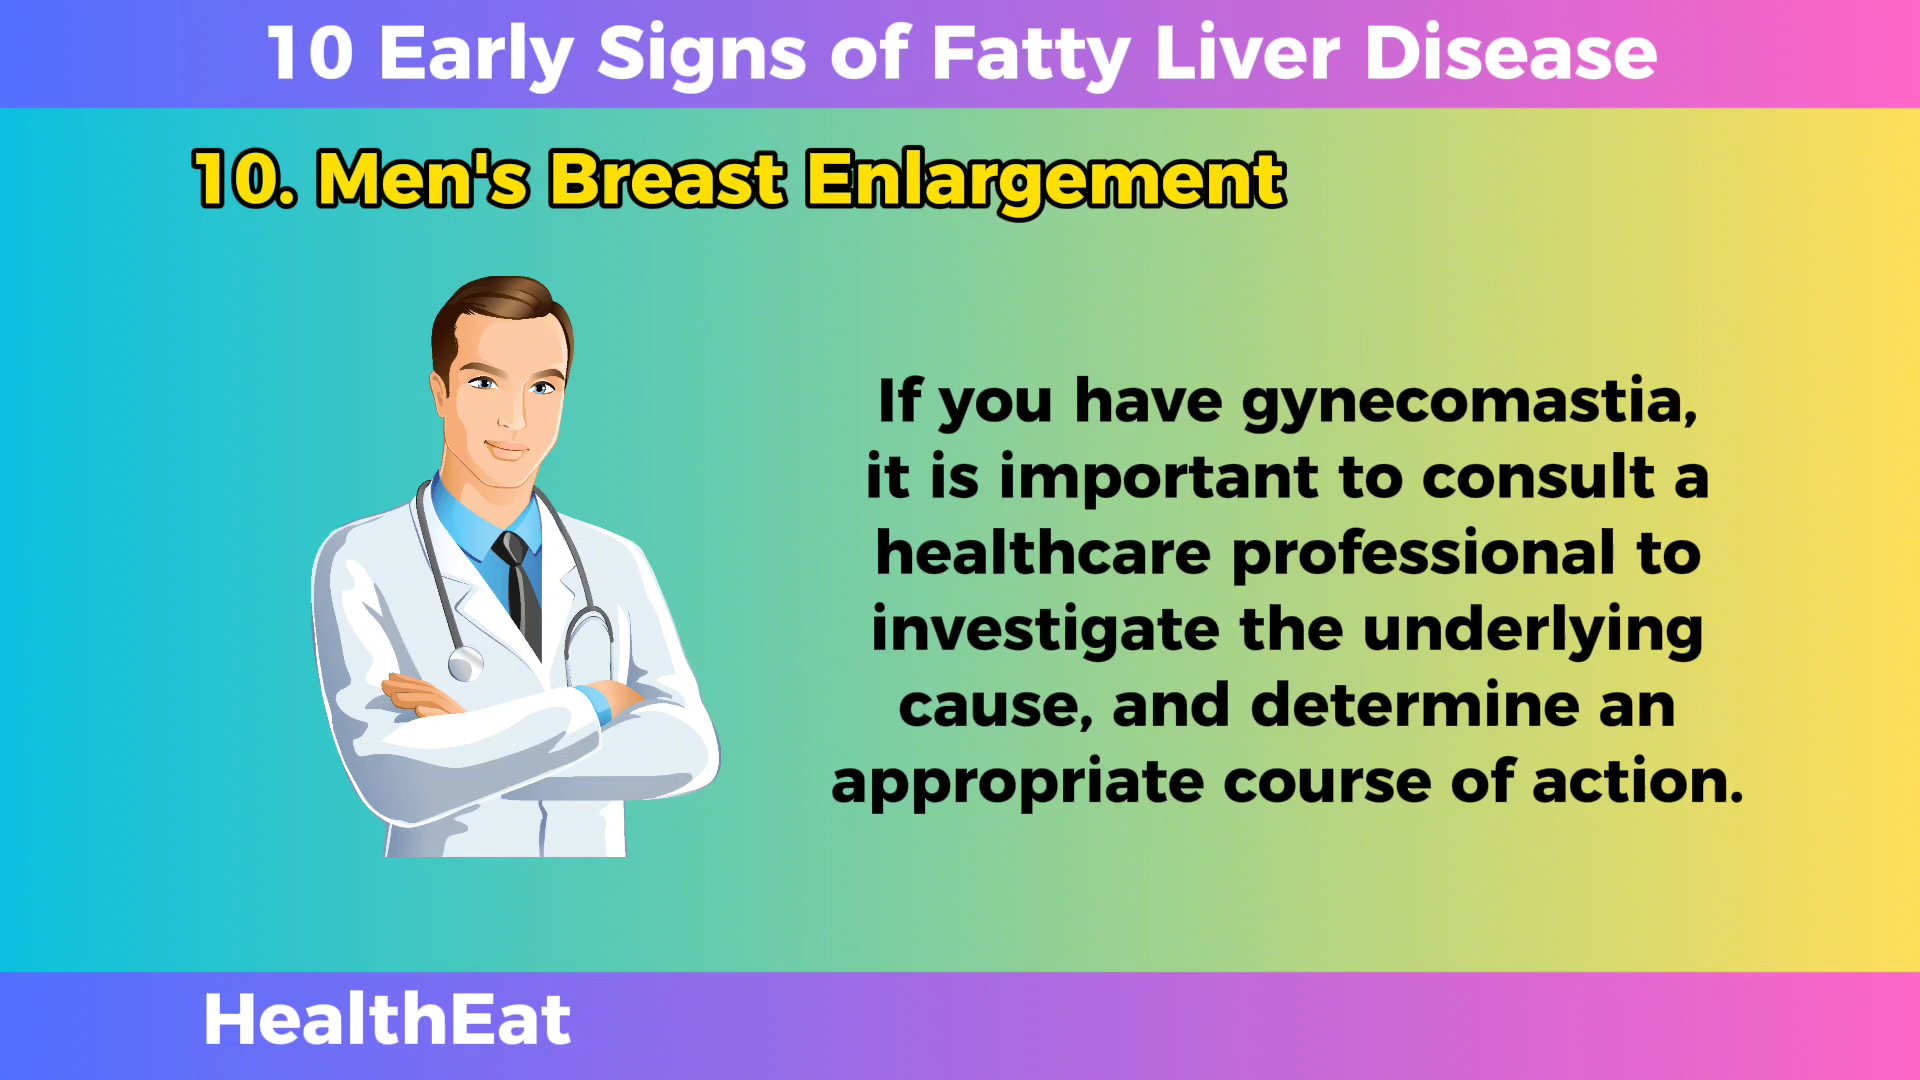 10 Early Signs of Fatty Liver Disease
10. Men's Breast Enlargement
If you have gynecomastia,
it is important to consult a
healthcare professional to
investigate the underlying
cause, and determine an
appropriate course of action.
HealthEat